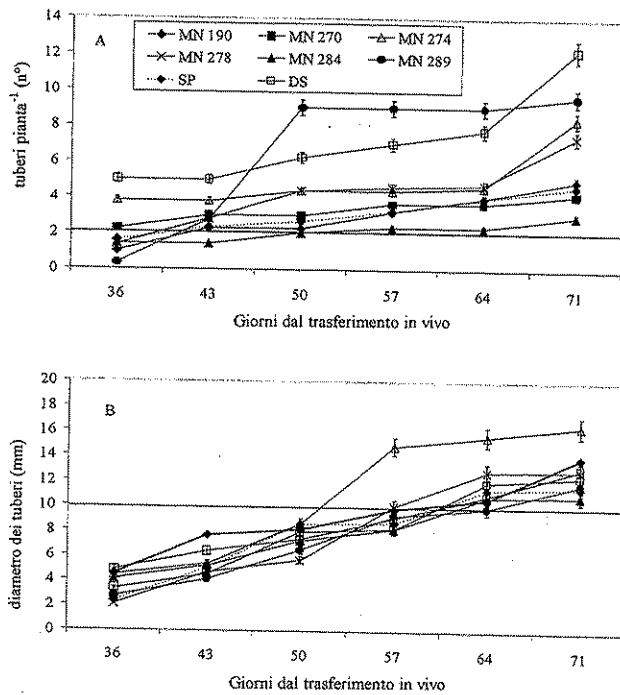 A
MN 190 MN 270 MN 274
MN 278 MN 284 MN 289
SP DS
14
12
10
8
6
4
2
0
tuberi pianta⁻¹ (n°)
36 43 50 57 64 71
Giorni dal trasferimento in vivo
B
20
18
16
14
12
10
8
6
4
2
0
diametro dei tuberi (mm)
36 43 50 57 64 71
Giorni dal trasferimento in vivo